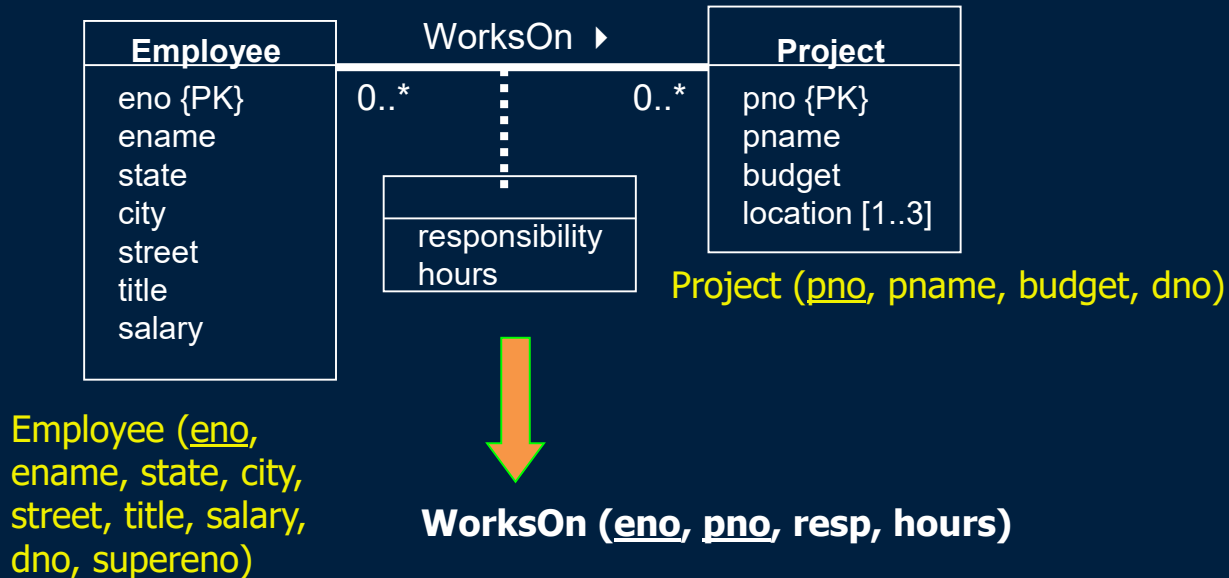 WorksOn ▸
Employee
eno {PK}
ename
state
city
street
title
salary
0..*
0..*
responsibility
hours
Project
pno {PK}
pname
budget
location [1..3]
Project (pno, pname, budget, dno)
Employee (eno,
ename, state, city,
street, title, salary,
dno, supereno)
WorksOn (eno, pno, resp, hours)